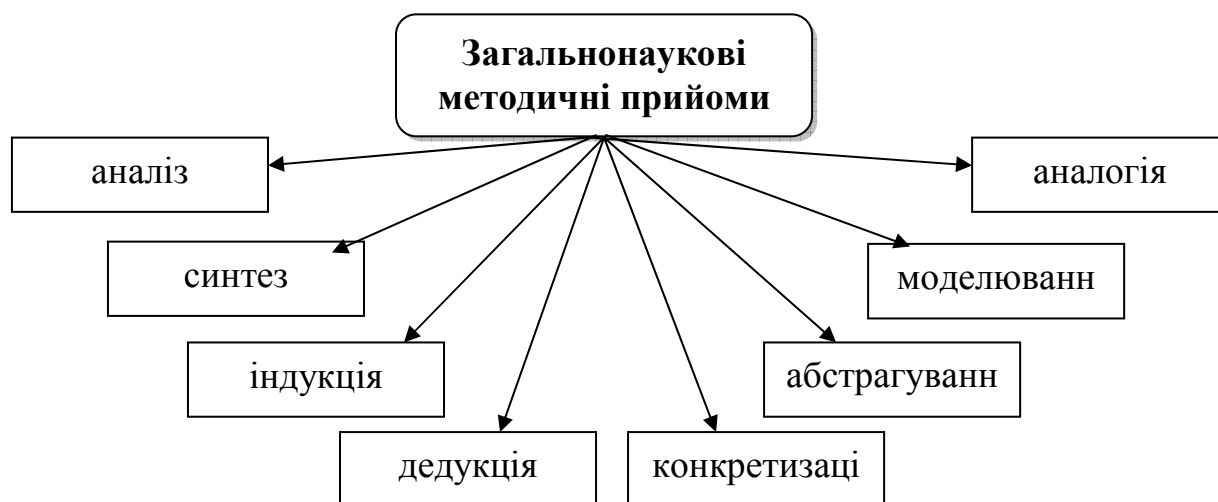 Загальнонаукові
методичні прийоми
аналіз
аналогія
синтез
моделюванн
індукція
абстрагуванн
дедукція
конкретизаці